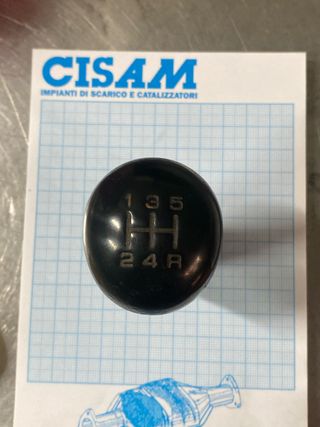 CISAM
IMPIANTI DI SCARICO E CATALIZZATORI
1 3 5
2 4 R